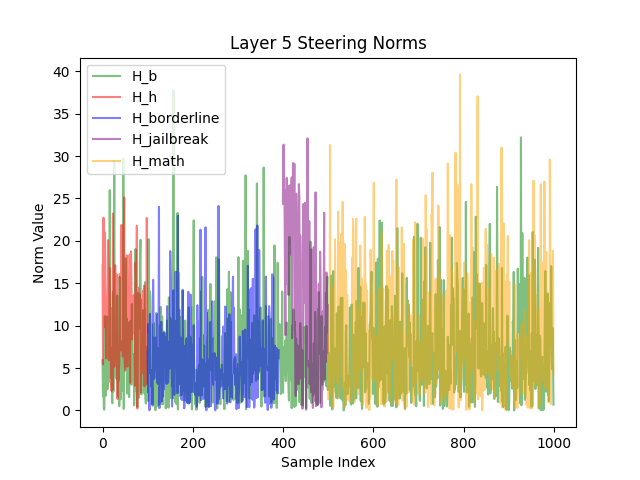 Layer 5 Steering Norms
H_b
H_h
H_borderline
H_jailbreak
H_math
Norm Value
40
35
30
25
20
15
10
5
0
0
200
400
600
800
1000
Sample Index